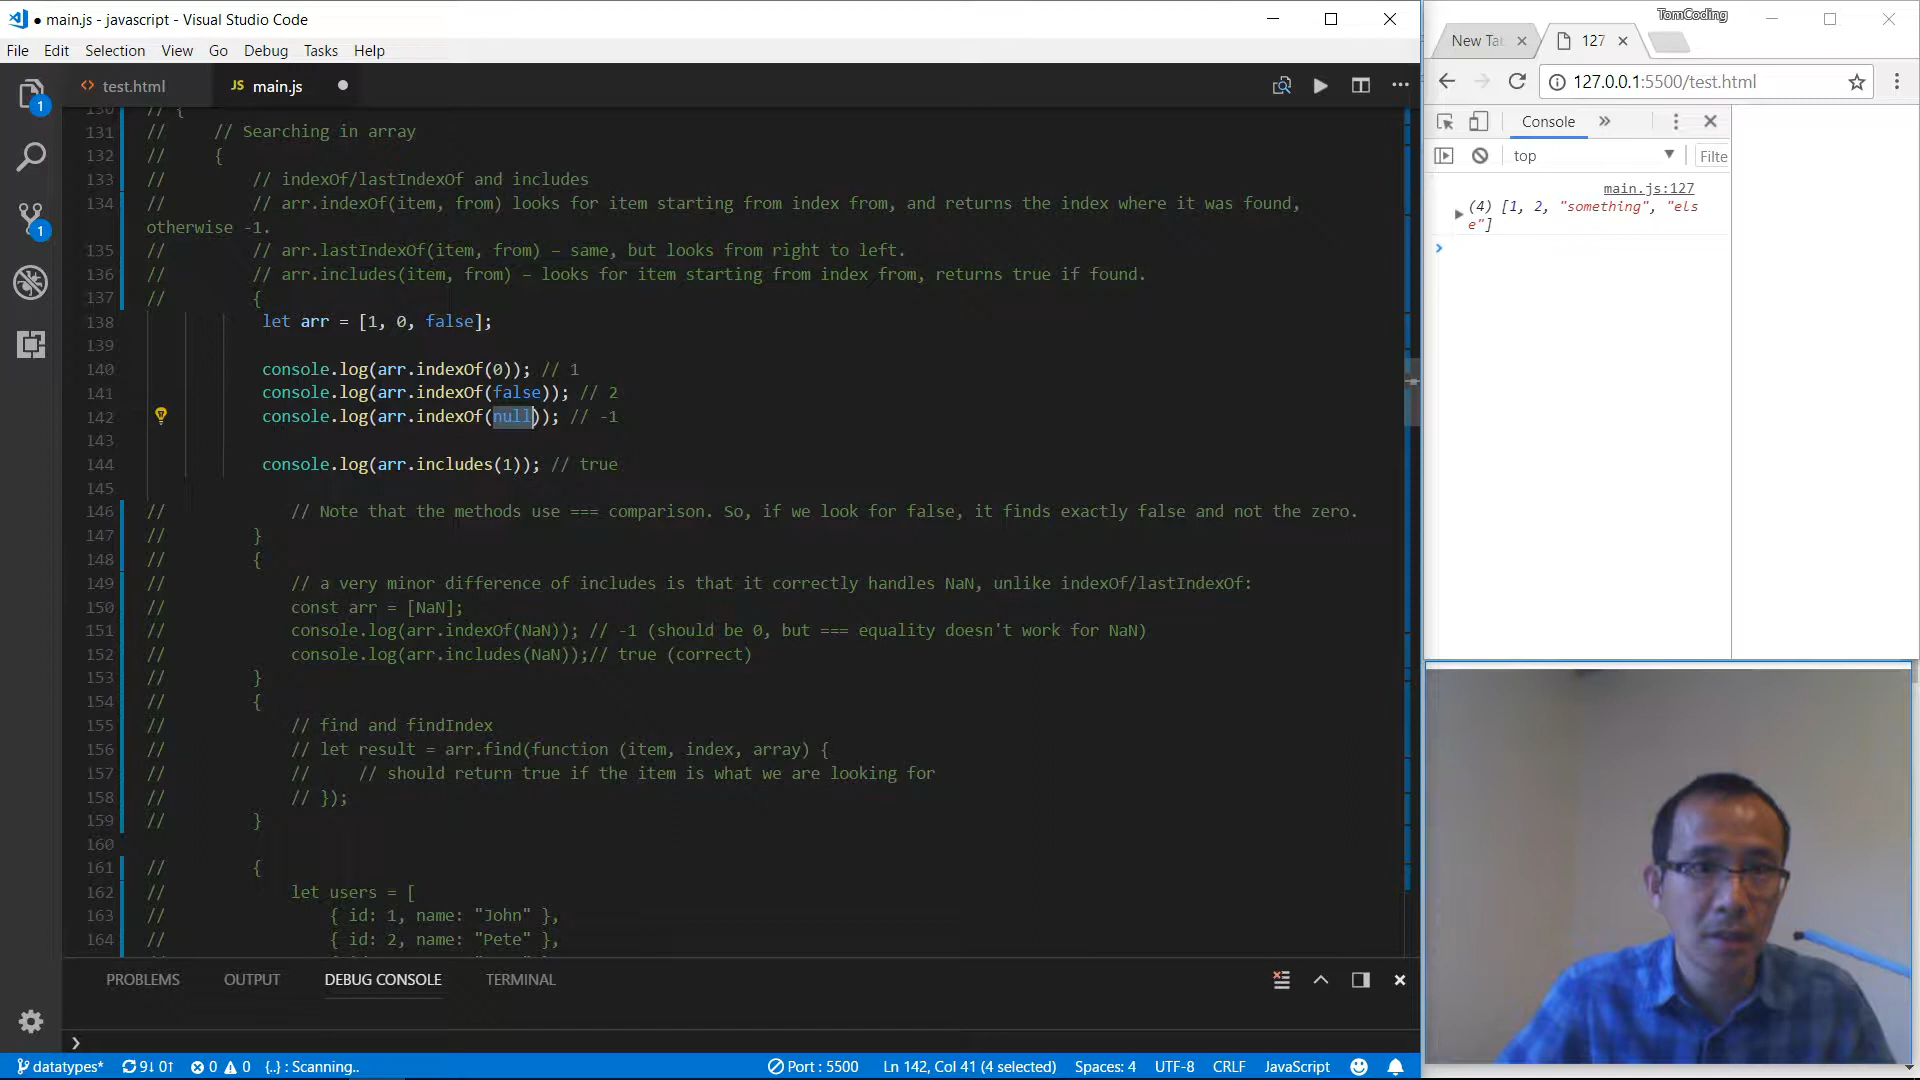 ● main.js - javascript - Visual Studio Code
File Edit Selection View Go Debug Tasks Help
<> test.html
JS main.js ●
131 //     // Searching in array
132 //     {
133 //         // indexOf/lastIndexOf and includes
134 //         // arr.indexOf(item, from) looks for item starting from index from, and returns the index where it was found,
otherwise -1.
135 //         // arr.lastIndexOf(item, from) – same, but looks from right to left.
136 //         // arr.includes(item, from) – looks for item starting from index from, returns true if found.
137 //         {
138             let arr = [1, 0, false];
139
140             console.log(arr.indexOf(0)); // 1
141             console.log(arr.indexOf(false)); // 2
142             console.log(arr.indexOf(null)); // -1
143
144             console.log(arr.includes(1)); // true
145
146 //             // Note that the methods use === comparison. So, if we look for false, it finds exactly false and not the zero.
147 //         }
148 //         {
149 //             // a very minor difference of includes is that it correctly handles NaN, unlike indexOf/lastIndexOf:
150 //             const arr = [NaN];
151 //             console.log(arr.indexOf(NaN)); // -1 (should be 0, but === equality doesn't work for NaN)
152 //             console.log(arr.includes(NaN));// true (correct)
153 //         }
154 //         {
155 //             // find and findIndex
156 //             // let result = arr.find(function (item, index, array) {
157 //             //     // should return true if the item is what we are looking for
158 //             // });
159 //         }
160
161 //         {
162 //             let users = [
163 //                 { id: 1, name: "John" },
164 //                 { id: 2, name: "Pete" },
PROBLEMS OUTPUT DEBUG CONSOLE TERMINAL
datatypes* 9↓ 0↑ 0 0 {..} : Scanning..
Port : 5500 Ln 142, Col 41 (4 selected) Spaces: 4 UTF-8 CRLF JavaScript
1
1
TomCoding
New Ta
127
127.0.0.1:5500/test.html
Console »
top
Filte
main.js:127
(4) [1, 2, "something", "els
e"]